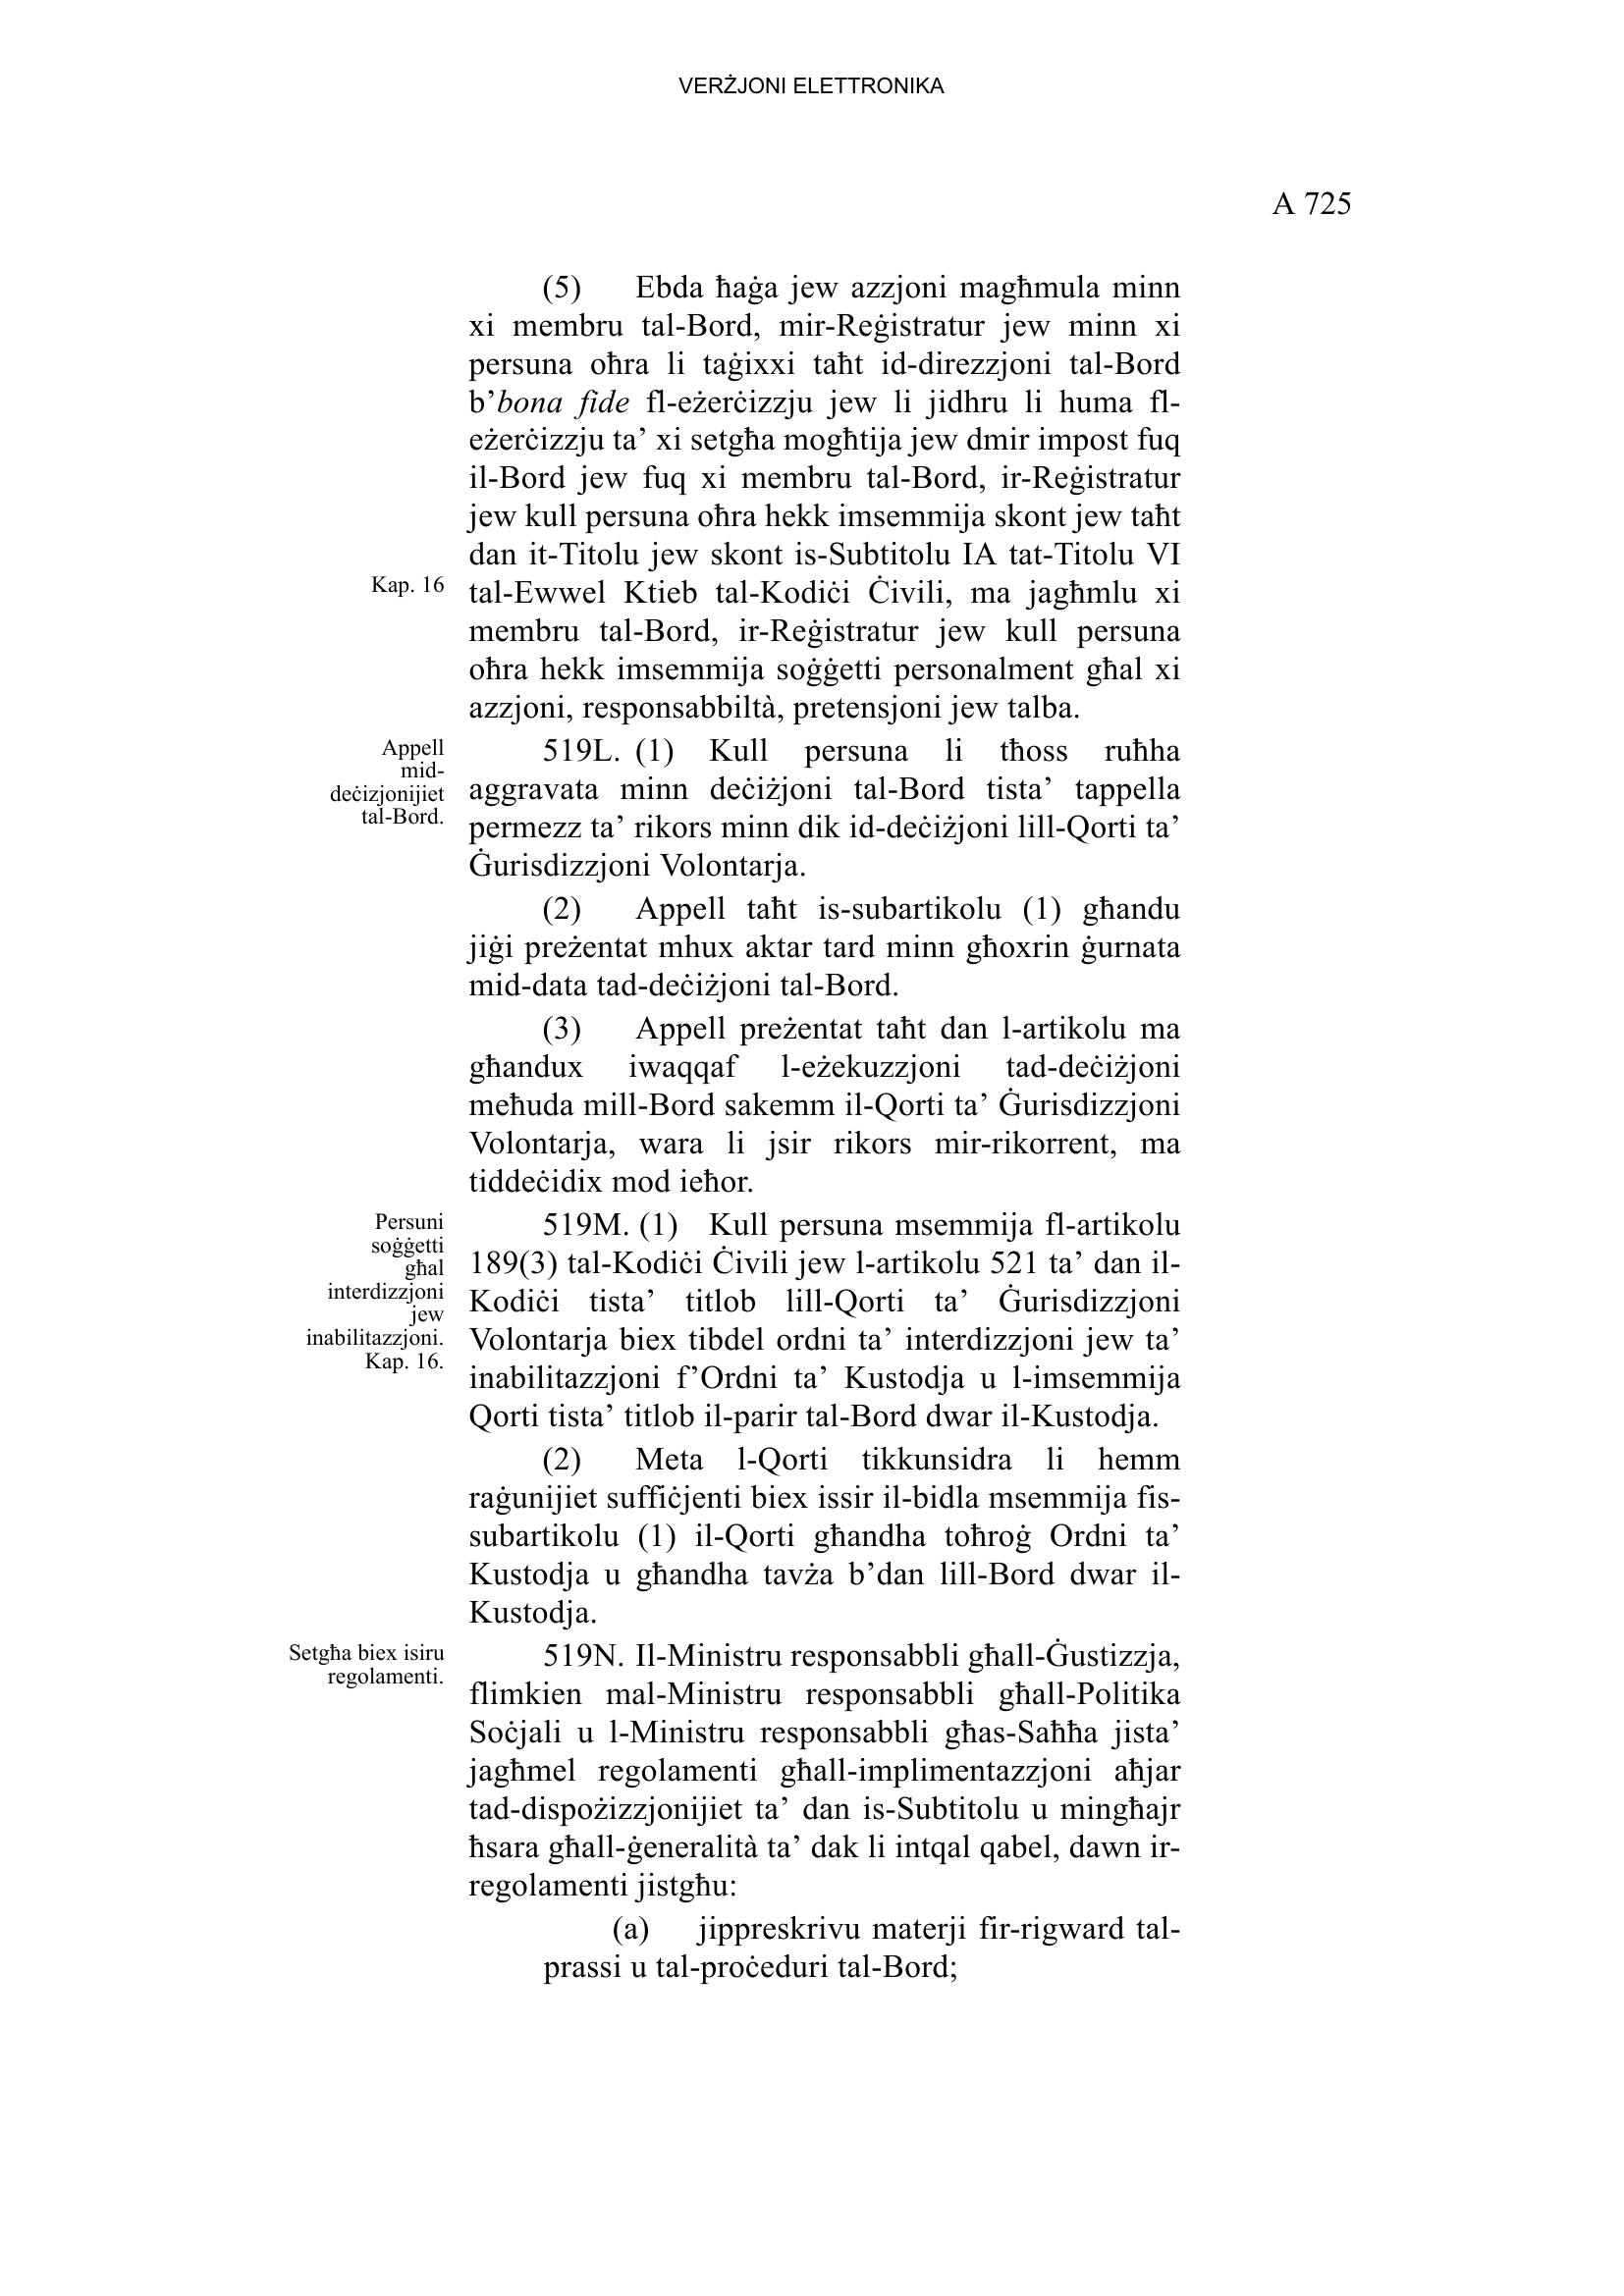 VERŻJONI ELETTRONIKA
A 725
(5) Ebda ħaġa jew azzjoni magħmula minn
xi membru tal-Bord, mir-Reġistratur jew minn xi
persuna oħra li taġixxi taħt id-direzzjoni tal-Bord
b’bona fide fl-eżerċizzju jew li jidhru li huma fl-
eżerċizzju ta’ xi setgħa mogħtija jew dmir impost fuq
il-Bord jew fuq xi membru tal-Bord, ir-Reġistratur
jew kull persuna oħra hekk imsemmija skont jew taħt
dan it-Titolu jew skont is-Subtitolu IA tat-Titolu VI
Kap. 16
tal-Ewwel Ktieb tal-Kodiċi Ċivili, ma jagħmlu xi
membru tal-Bord, ir-Reġistratur jew kull persuna
oħra hekk imsemmija soġġetti personalment għal xi
azzjoni, responsabbiltà, pretensjoni jew talba.
Appell
mid-
deċizjonijiet
tal-Bord.
519L. (1) Kull persuna li tħoss ruħha
aggravata minn deċiżjoni tal-Bord tista’ tappella
permezz ta’ rikors minn dik id-deċiżjoni lill-Qorti ta’
Ġurisdizzjoni Volontarja.
(2) Appell taħt is-subartikolu (1) għandu
jiġi preżentat mhux aktar tard minn għoxrin ġurnata
mid-data tad-deċiżjoni tal-Bord.
(3) Appell preżentat taħt dan l-artikolu ma
għandux iwaqqaf l-eżekuzzjoni tad-deċiżjoni
meħuda mill-Bord sakemm il-Qorti ta’ Ġurisdizzjoni
Volontarja, wara li jsir rikors mir-rikorrent, ma
tiddeċidix mod ieħor.
Persuni
soġġetti
għal
interdizzjoni
jew
inabilitazzjoni.
Kap. 16.
519M. (1) Kull persuna msemmija fl-artikolu
189(3) tal-Kodiċi Ċivili jew l-artikolu 521 ta’ dan il-
Kodiċi tista’ titlob lill-Qorti ta’ Ġurisdizzjoni
Volontarja biex tibdel ordni ta’ interdizzjoni jew ta’
inabilitazzjoni f’Ordni ta’ Kustodja u l-imsemmija
Qorti tista’ titlob il-parir tal-Bord dwar il-Kustodja.
(2) Meta l-Qorti tikkunsidra li hemm
raġunijiet suffiċjenti biex issir il-bidla msemmija fis-
subartikolu (1) il-Qorti għandha toħroġ Ordni ta’
Kustodja u għandha tavża b’dan lill-Bord dwar il-
Kustodja.
Setgħa biex isiru
regolamenti.
519N. Il-Ministru responsabbli għall-Ġustizzja,
flimkien mal-Ministru responsabbli għall-Politika
Soċjali u l-Ministru responsabbli għas-Saħħa jista’
jagħmel regolamenti għall-implimentazzjoni aħjar
tad-dispożizzjonijiet ta’ dan is-Subtitolu u mingħajr
ħsara għall-ġeneralità ta’ dak li intqal qabel, dawn ir-
regolamenti jistgħu:
(a) jippreskrivu materji fir-rigward tal-
prassi u tal-proċeduri tal-Bord;